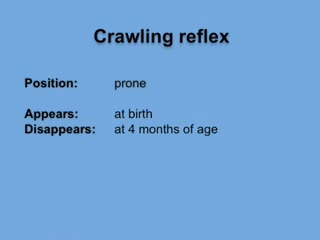 Crawling reflex
Position: prone
Appears: at birth
Disappears: at 4 months of age